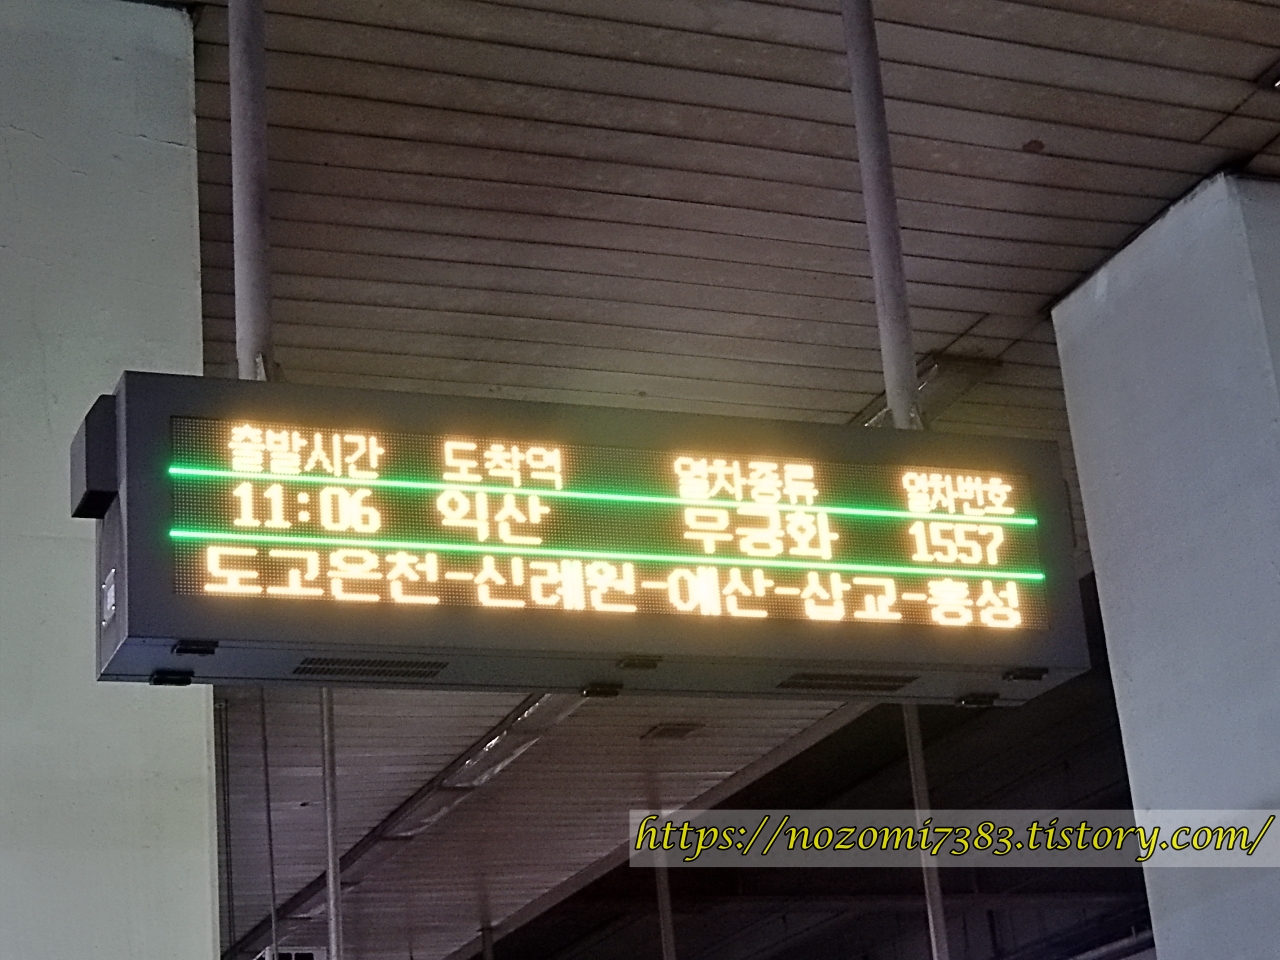 출발시간 도착역 열차종류 열차번호
11:06 익산 무궁화 1557
도고온천-신례원-예산-삽교-홍성
https://nozomi7383.tistory.com/